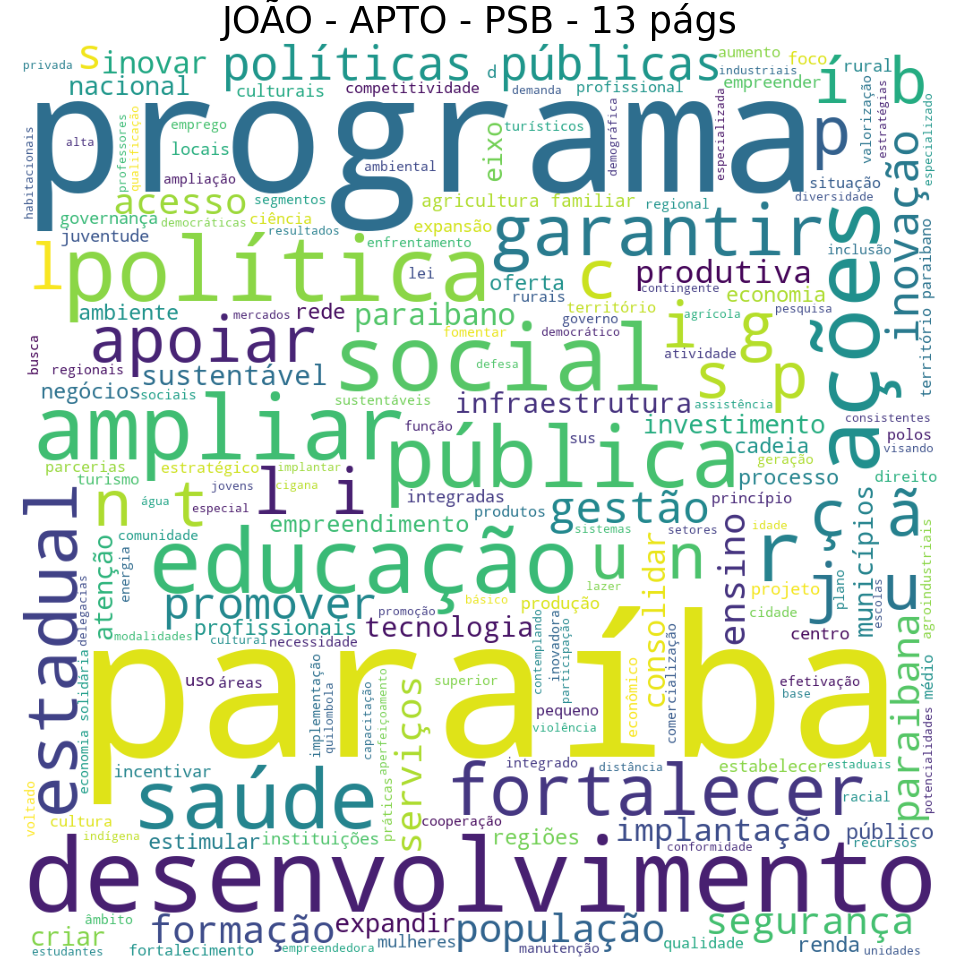 JOÃO - APTO - PSB - 13 págs
privada s inovar políticas d públicas aumento foco í rural b
nacional culturais competitividade demanda profissional industriais empreender
programa
habitacionais alta professores qualificação emprego locais ampliação ambiental eixo turísticos demográfica especializada p situação valorização estratégias especializado
acesso segmentos agricultura familiar regional diversidade
governança democráticas ciência resultados expansão garantir ações inovação
juventude enfrentamento inclusão
l política lei oferta rurais c produtiva contingente economia pesquisa território paraibano
ambiente mercados rede paraibano fomentar território governo democrático i agrícola g
busca apoiar social atividade
regionais sustentável defesa s p
negócios sociais sustentáveis infraestrutura assistência
ampliar função pública sus investimento consistentes
cadeia polos visando
parcerias estratégico implantar geração
turismo jovens cigana processo direito
n água t especial l i integradas produtos gestão princípio
estadual comunidade empreendimento sistemas setores idade ç ã
atenção energia educação u n consolidar ensino r municípios agroindustriais
delegacias lazer projeto j plano escolas u
promover promoção básico produção cidade
modalidades profissionais cultural necessidade tecnologia centro
economia solidária paraíba
uso áreas implementação quilombola capacitação aperfeiçoamento superior pequeno contemplando inovadora participação violência econômico comercialização efetivação base paraibana médio potencialidades
serviços integrado distância
voltado incentivar saúde práticas fortalecer estabelecer estaduais
racial
cultura indígena estimular instituições cooperação regiões implantação conformidade público recursos
desenvolvimento
âmbito formação expandir população segurança
criar estudantes fortalecimento empreendedora mulheres manutenção qualidade renda unidades